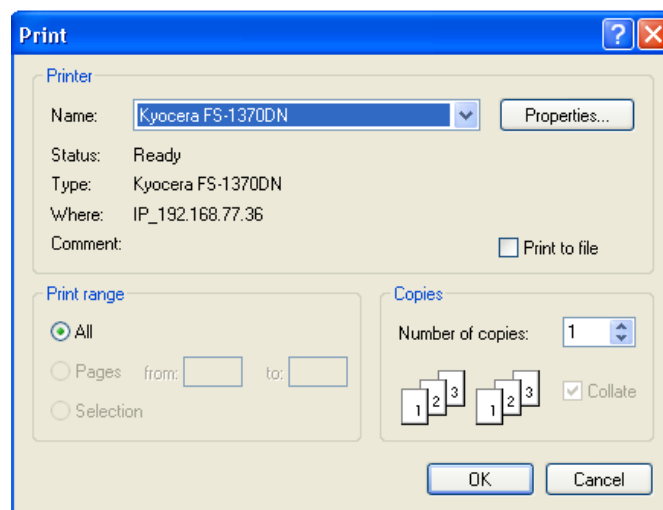 Print
Printer
Name: Kyocera FS-1370DN Properties...
Status: Ready
Type: Kyocera FS-1370DN
Where: IP_192.168.77.36
Comment: Print to file
Print range
All
Pages from: to:
Selection
Copies
Number of copies: 1
1 2 3 1 2 3 Collate
OK Cancel